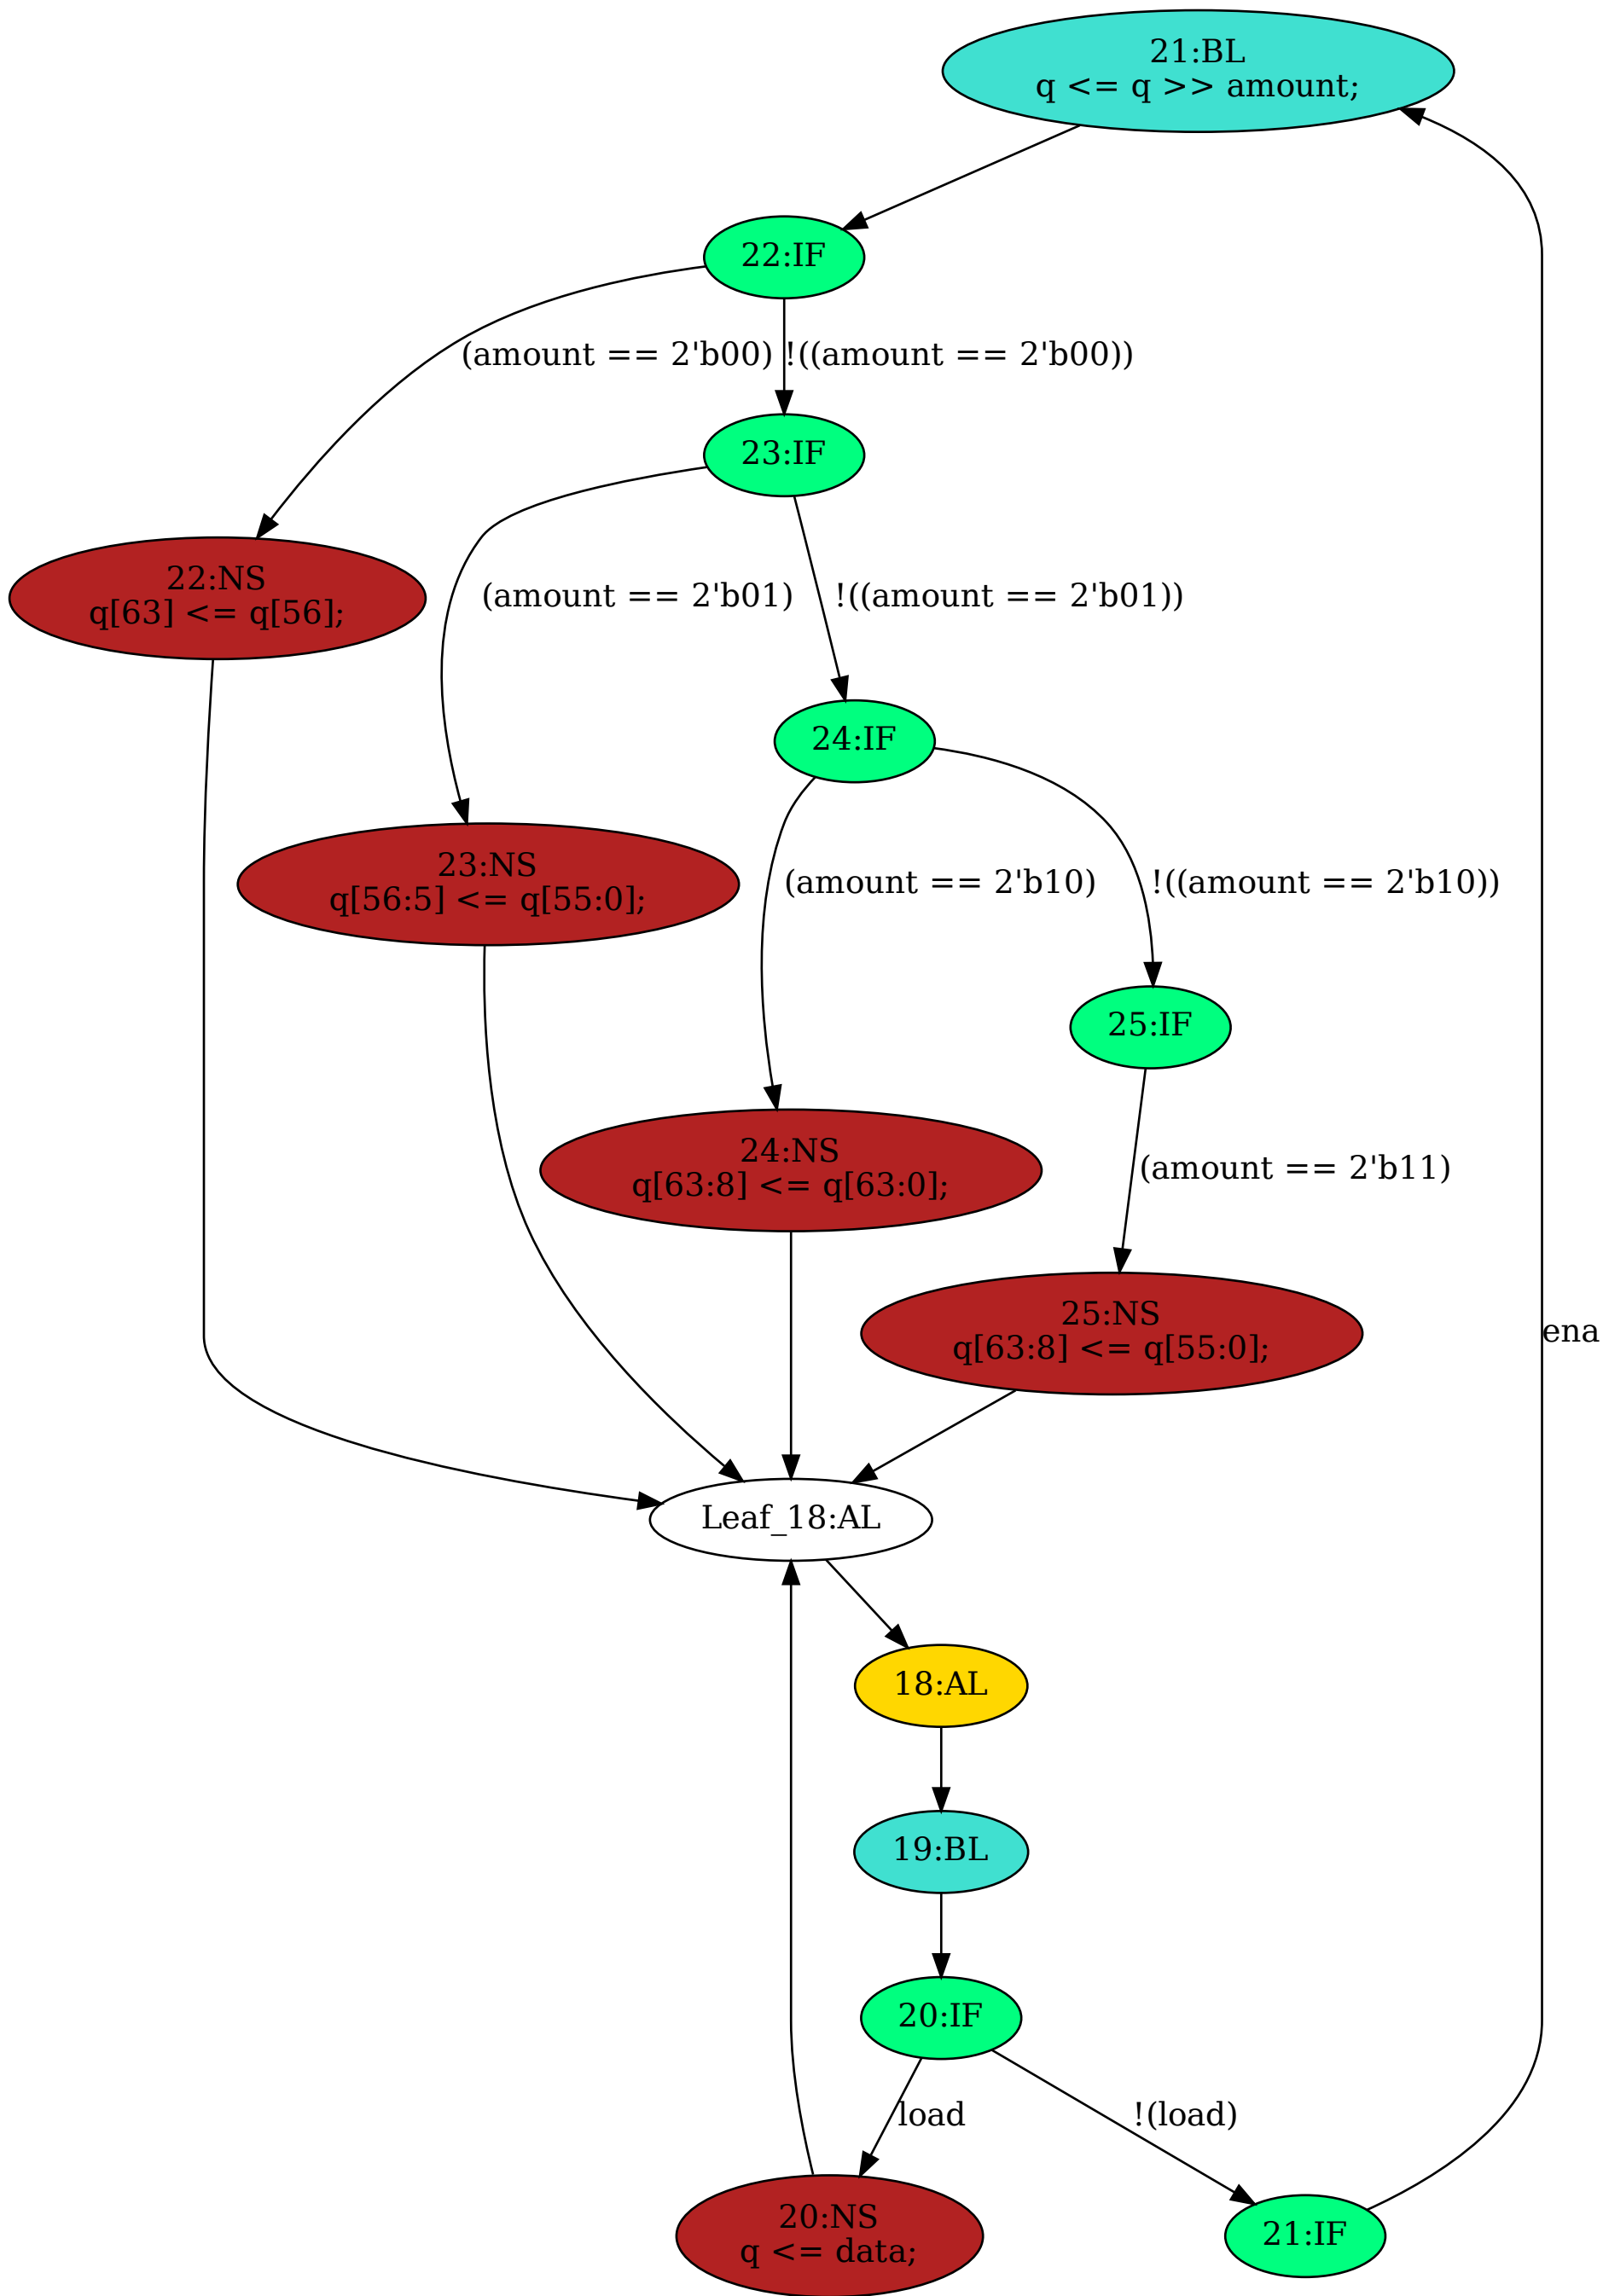 21:BL
q <= q >> amount;
22:IF
(amount == 2'b00)
!((amount == 2'b00))
23:IF
22:NS
q[63] <= q[56];
(amount == 2'b01)
!((amount == 2'b01))
24:IF
23:NS
q[56:5] <= q[55:0];
(amount == 2'b10)
!((amount == 2'b10))
25:IF
24:NS
q[63:8] <= q[63:0];
(amount == 2'b11)
25:NS
q[63:8] <= q[55:0];
ena
Leaf_18:AL
18:AL
19:BL
20:IF
load
!(load)
20:NS
q <= data;
21:IF